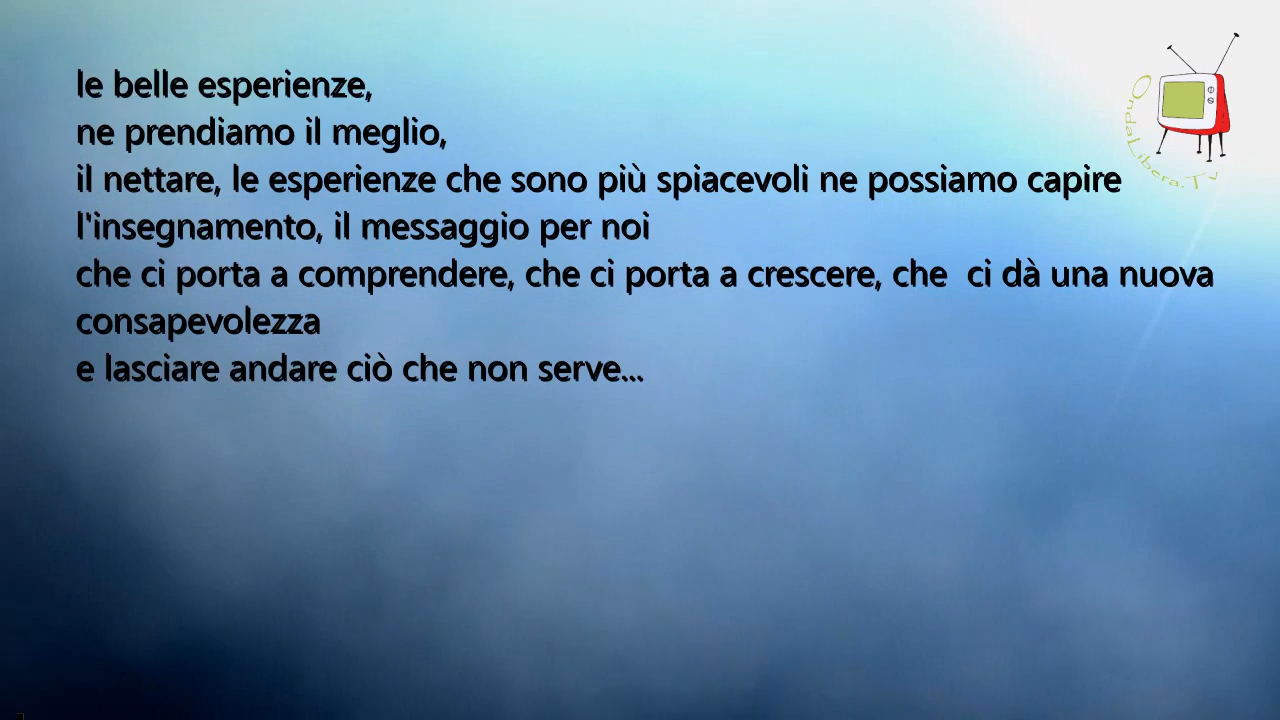 le belle esperienze,
ne prendiamo il meglio,
il nettare, le esperienze che sono più spiacevoli ne possiamo capire
l'insegnamento, il messaggio per noi
che ci porta a comprendere, che ci porta a crescere, che  ci dà una nuova
consapevolezza
e lasciare andare ciò che non serve...
OndeLibera.Tv